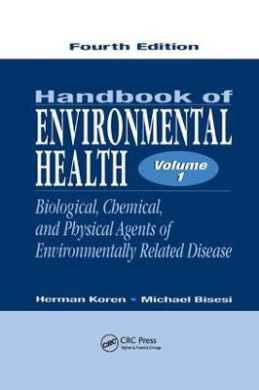 Fourth Edition
Handbook of
ENVIRONMENTAL
HEALTH
Volume
1
Biological, Chemical,
and Physical Agents of
Environmentally Related Disease
Herman Koren • Michael Bisesi
CRC
CRC Press
Taylor & Francis Group